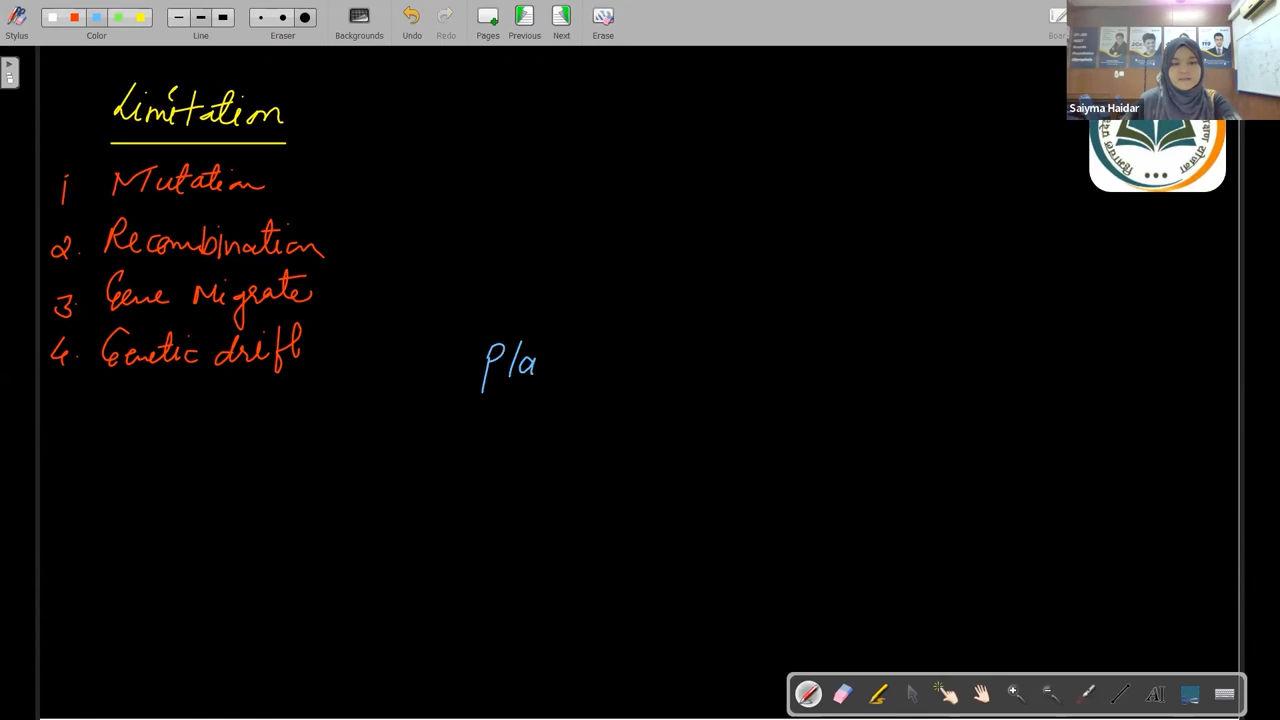 Stylus
Color
Line
Eraser
Backgrounds
Undo
Redo
Pages
Previous
Next
Erase
Saiyma Haidar
Limitation
1 Mutation
2. Recombination
3. Gene Migrate
4. Genetic drift
Pla